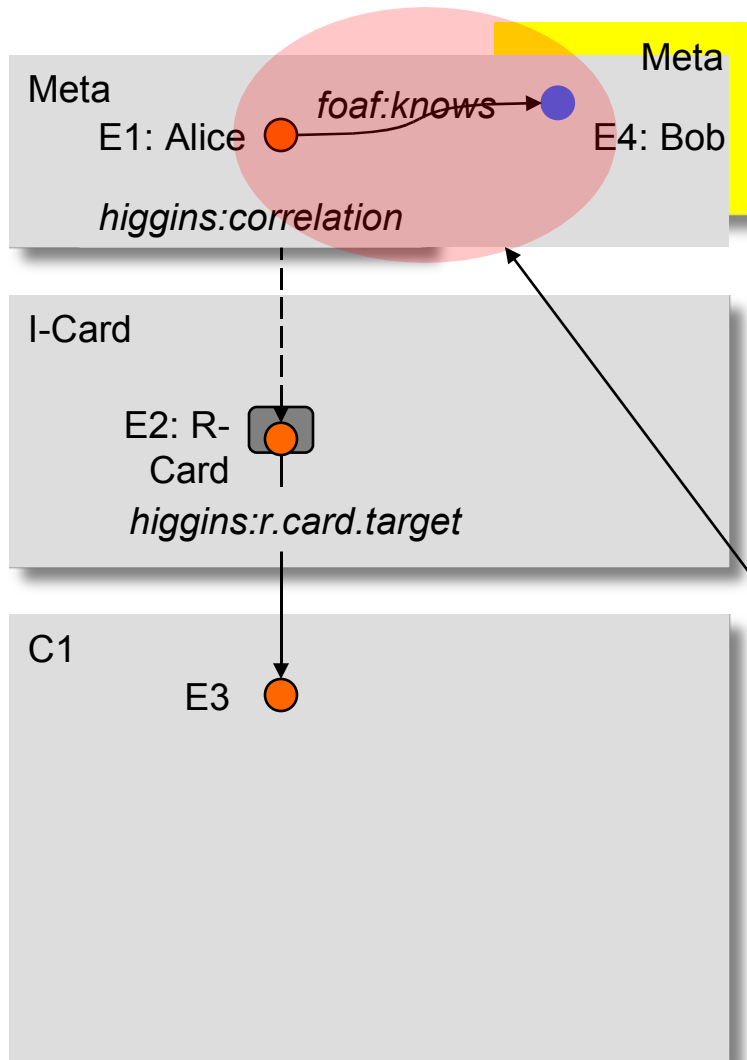 Meta
Meta
foaf:knows
E1: Alice
E4: Bob
higgins:correlation
I-Card
E2: R-
Card
higgins:r.card.target
C1
E3